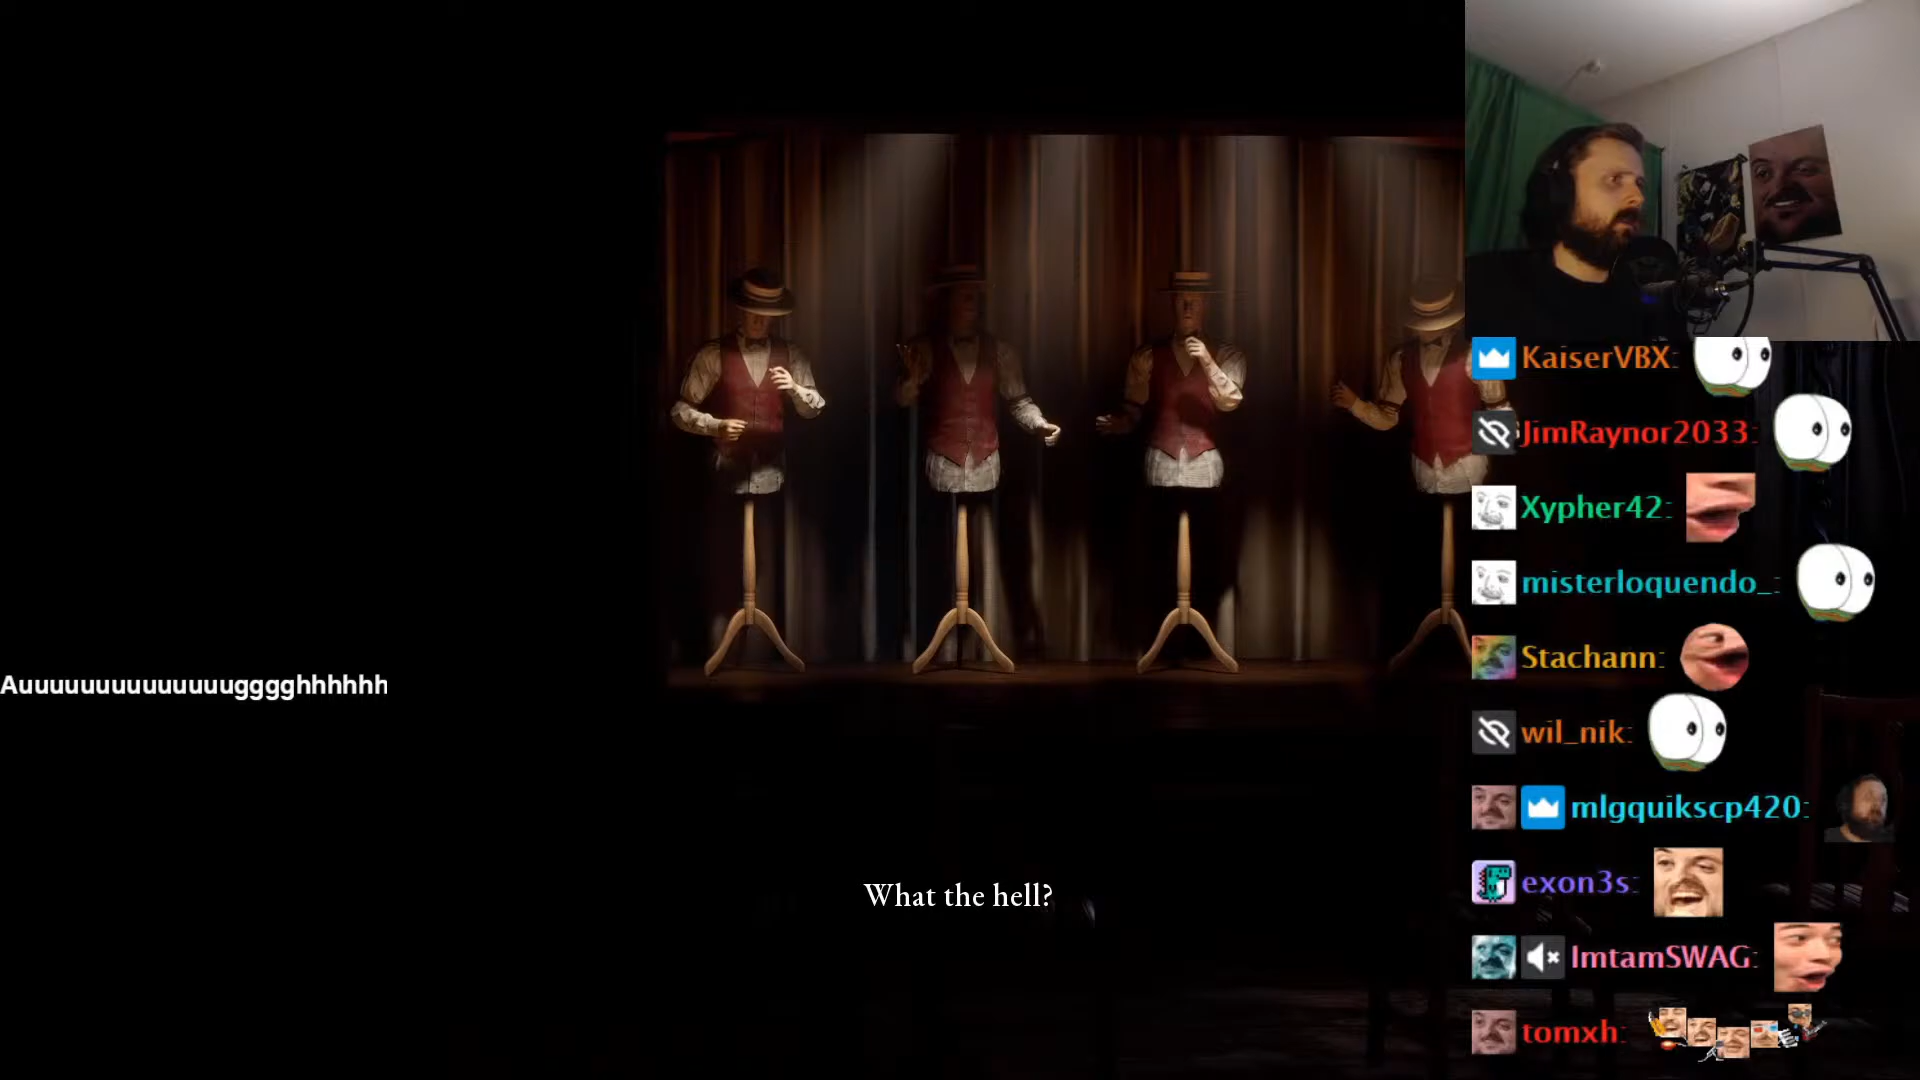 KaiserVBX:
JimRaynor2033:
Xypher42:
misterloquendo_:
Stachann:
Auuuuuuuuuuuuuugggghhhhhh
wil_nik:
mlgquikscp420:
What the hell?
exon3s:
ImtamSWAG:
tomxh: